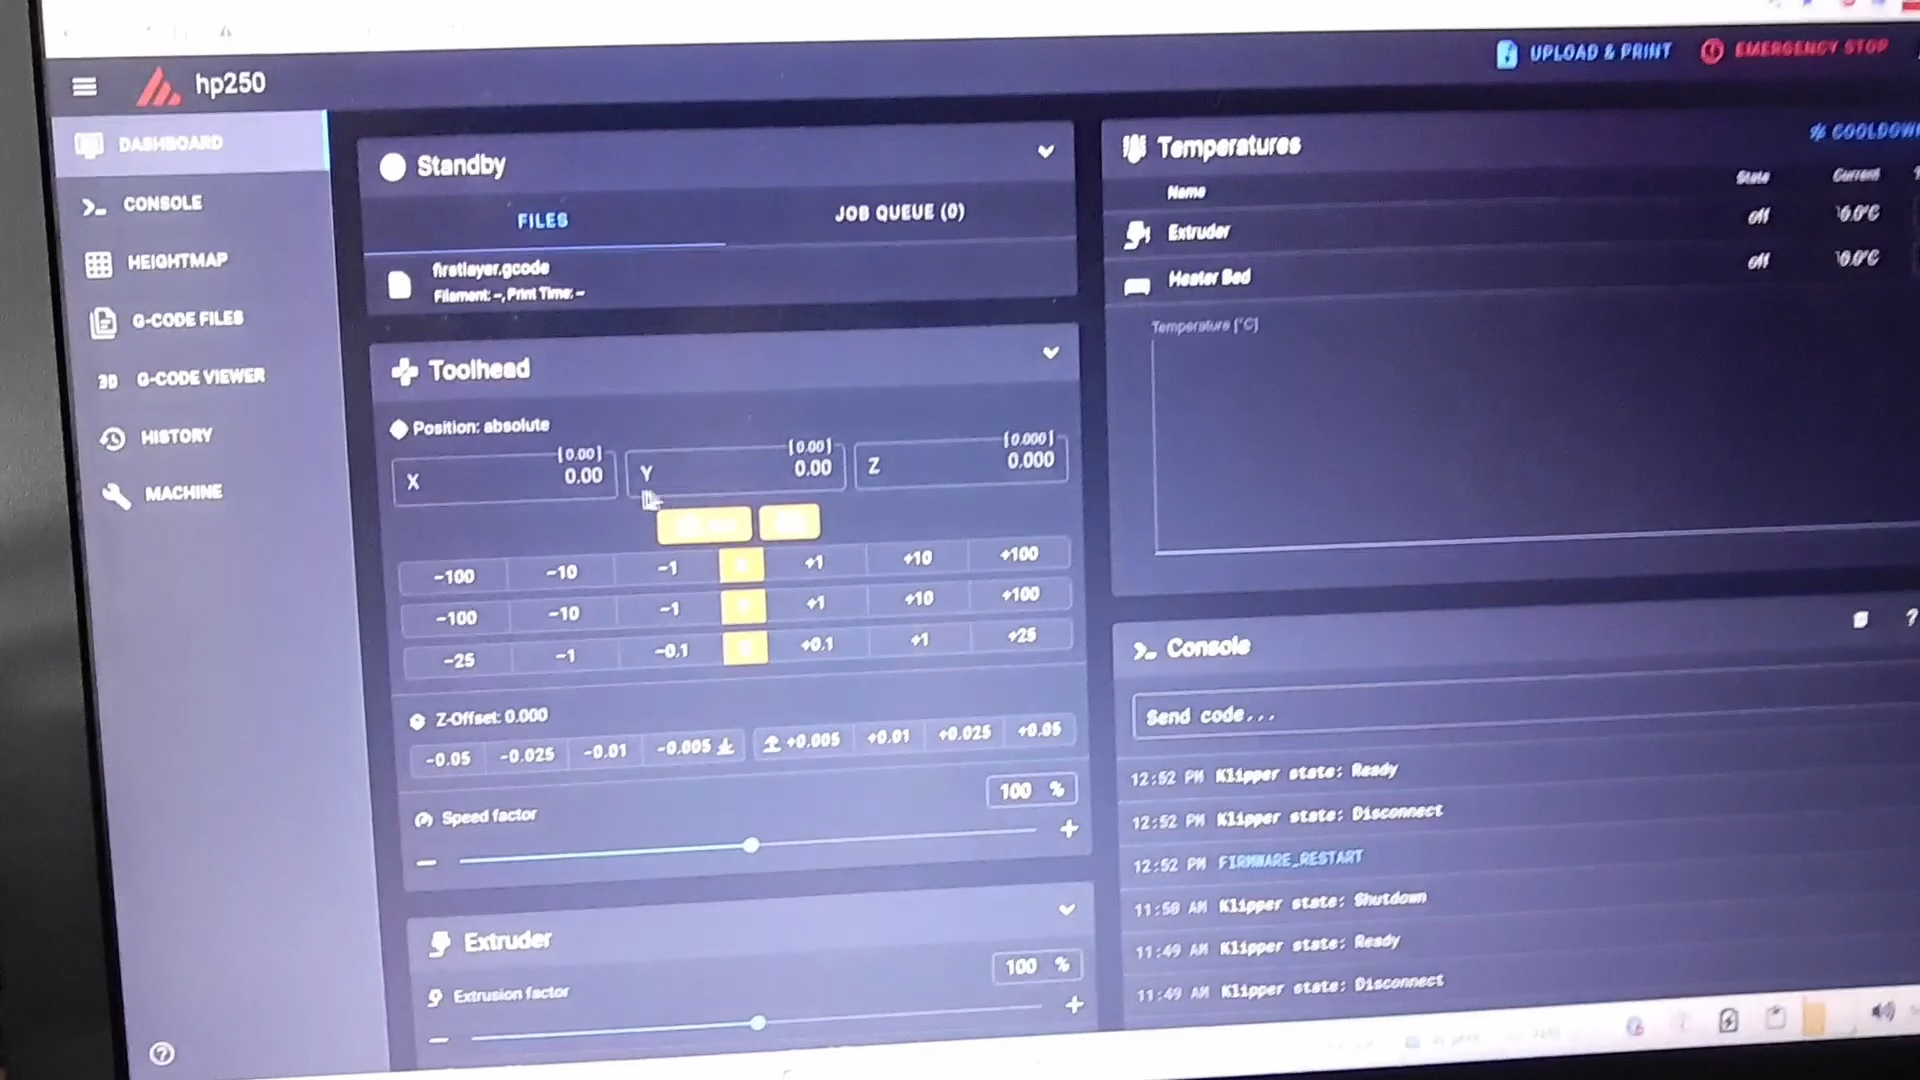 hp250
UPLOAD & PRINT
EMERGENCY STOP
DASHBOARD
CONSOLE
HEIGHTMAP
G-CODE FILES
3D G-CODE VIEWER
HISTORY
MACHINE
Standby
FILES
JOB QUEUE (0)
firstlayer.gcode
Filament: --, Print Time: --
Toolhead
Position: absolute
X [0.00] 0.00
Y [0.00] 0.00
Z [0.000] 0.000
-100 -10 -1 +1 +10 +100
-100 -10 -1 +1 +10 +100
-25 -1 -0.1 +0.1 +1 +25
Z-Offset: 0.000
-0.05 -0.025 -0.01 -0.005 +0.005 +0.01 +0.025 +0.05
Speed factor
100 %
Extruder
Extrusion factor
100 %
Temperatures
Name State Current
Extruder off
Heater Bed off
Temperature [°C]
Console
Send code...
12:52 PM Klipper state: Ready
12:52 PM Klipper state: Disconnect
12:52 PM FIRMWARE_RESTART
11:50 AM Klipper state: Shutdown
11:49 AM Klipper state: Ready
11:49 AM Klipper state: Disconnect